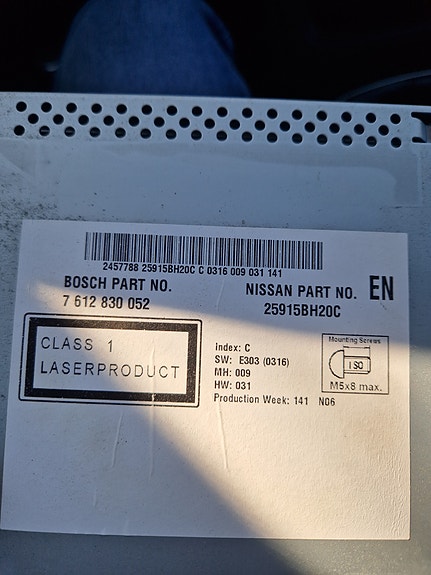 2457788 25915BH20C C 0316 009 031 141
BOSCH PART NO.
7 612 830 052
NISSAN PART NO.
25915BH20C
EN
CLASS 1
LASERPRODUCT
Index: C
SW: E303 (0316)
MH: 009
HW: 031
Production Week: 141 N06
Mounting Screws
ISO
M5x8 max.